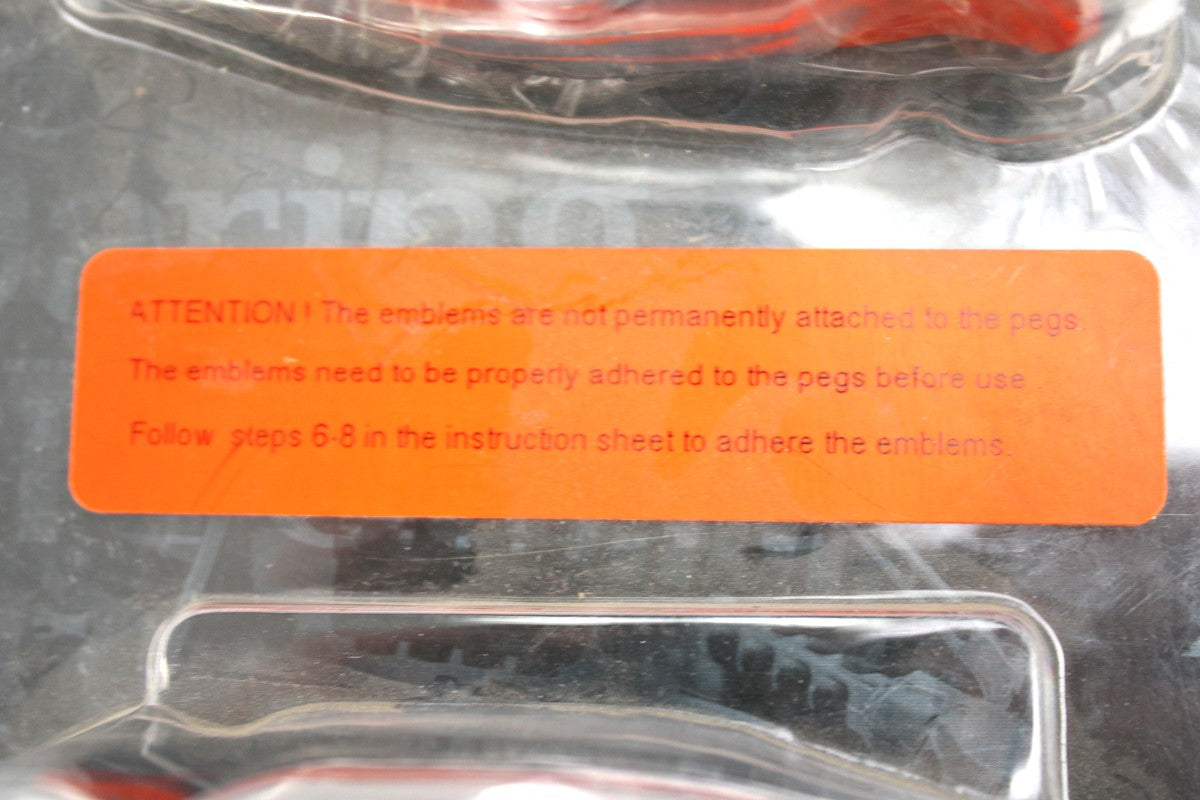 ATTENTION ! The emblems are not permanently attached to the pegs.
The emblems need to be properly adhered to the pegs before use .
Follow steps 6-8 in the instruction sheet to adhere the emblems.